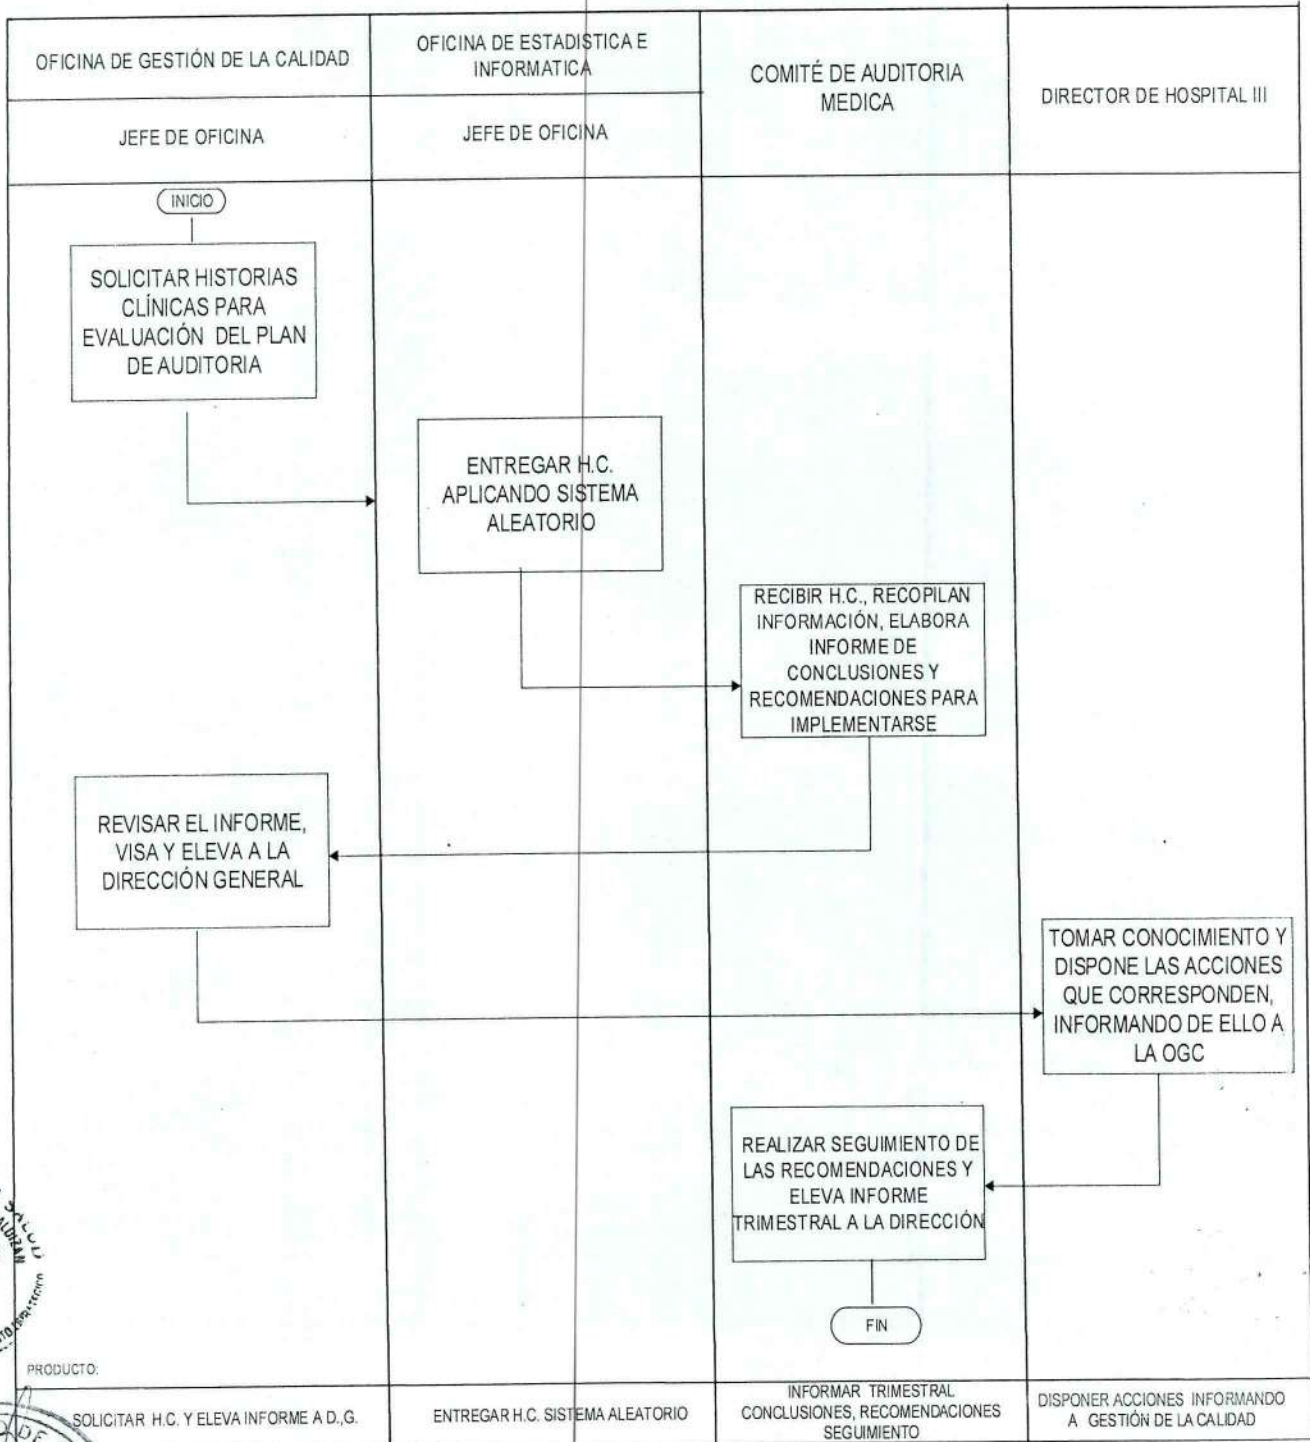 OFICINA DE GESTIÓN DE LA CALIDAD
JEFE DE OFICINA
OFICINA DE ESTADISTICA E
INFORMATICA
JEFE DE OFICINA
COMITÉ DE AUDITORIA
MEDICA
DIRECTOR DE HOSPITAL III
INICIO
SOLICITAR HISTORIAS
CLÍNICAS PARA
EVALUACIÓN DEL PLAN
DE AUDITORIA
ENTREGAR H.C.
APLICANDO SISTEMA
ALEATORIO
RECIBIR H.C., RECOPILAN
INFORMACIÓN, ELABORA
INFORME DE
CONCLUSIONES Y
RECOMENDACIONES PARA
IMPLEMENTARSE
REVISAR EL INFORME,
VISA Y ELEVA A LA
DIRECCIÓN GENERAL
TOMAR CONOCIMIENTO Y
DISPONE LAS ACCIONES
QUE CORRESPONDEN,
INFORMANDO DE ELLO A
LA OGC
REALIZAR SEGUIMIENTO DE
LAS RECOMENDACIONES Y
ELEVA INFORME
TRIMESTRAL A LA DIRECCIÓN
FIN
SALUD
PRODUCTO:
SOLICITAR H.C. Y ELEVA INFORME A D.,G.
ENTREGAR H.C. SISTEMA ALEATORIO
INFORMAR TRIMESTRAL
CONCLUSIONES, RECOMENDACIONES
SEGUIMIENTO
DISPONER ACCIONES INFORMANDO
A GESTIÓN DE LA CALIDAD
DE